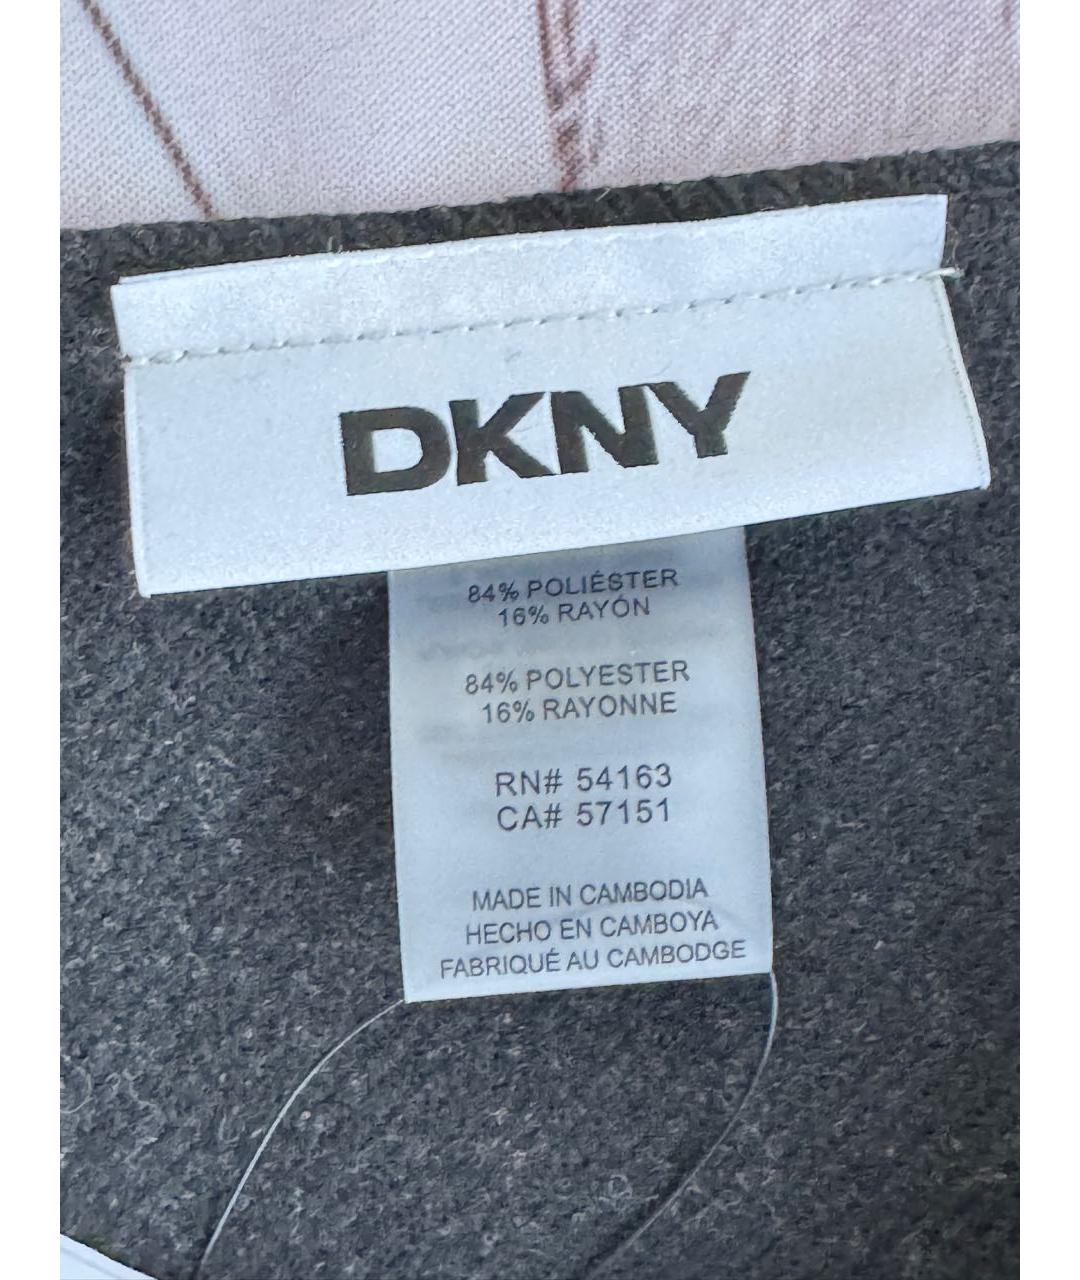 DKNY
84% POLIÉSTER
16% RAYÓN
84% POLYESTER
16% RAYONNE
RN# 54163
CA# 57151
MADE IN CAMBODIA
HECHO EN CAMBOYA
FABRIQUÉ AU CAMBODGE